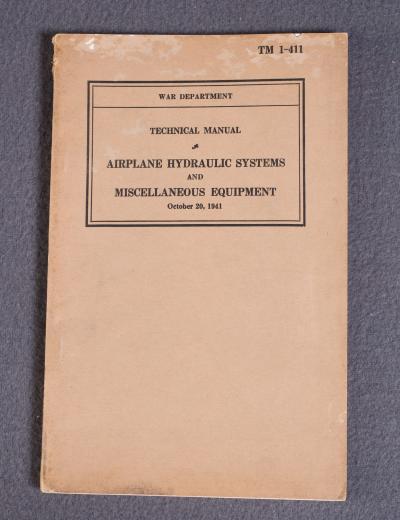 TM 1-411
WAR DEPARTMENT
TECHNICAL MANUAL
AIRPLANE HYDRAULIC SYSTEMS
AND
MISCELLANEOUS EQUIPMENT
October 20, 1941